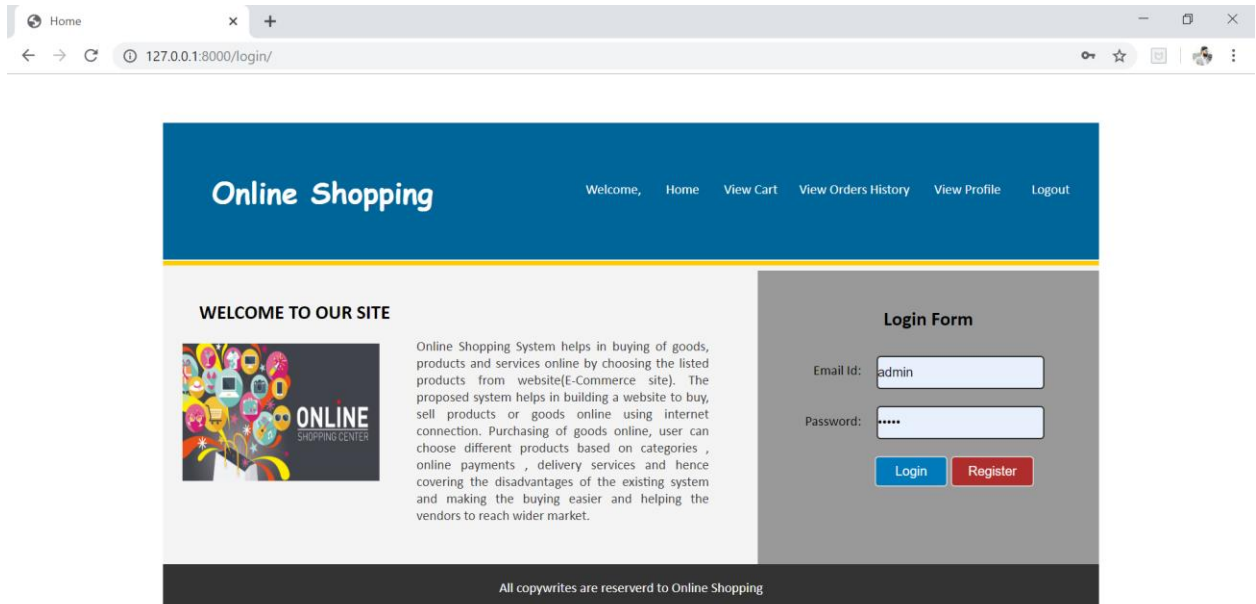 Home
127.0.0.1:8000/login/
Online Shopping
Welcome, Home View Cart View Orders History View Profile Logout
WELCOME TO OUR SITE
ONLINE
SHOPPING CENTER
Online Shopping System helps in buying of goods,
products and services online by choosing the listed
products from website(E-Commerce site). The
proposed system helps in building a website to buy,
sell products or goods online using internet
connection. Purchasing of goods online, user can
choose different products based on categories ,
online payments , delivery services and hence
covering the disadvantages of the existing system
and making the buying easier and helping the
vendors to reach wider market.
Login Form
Email Id: admin
Password: •••••
Login Register
All copywrites are reserverd to Online Shopping